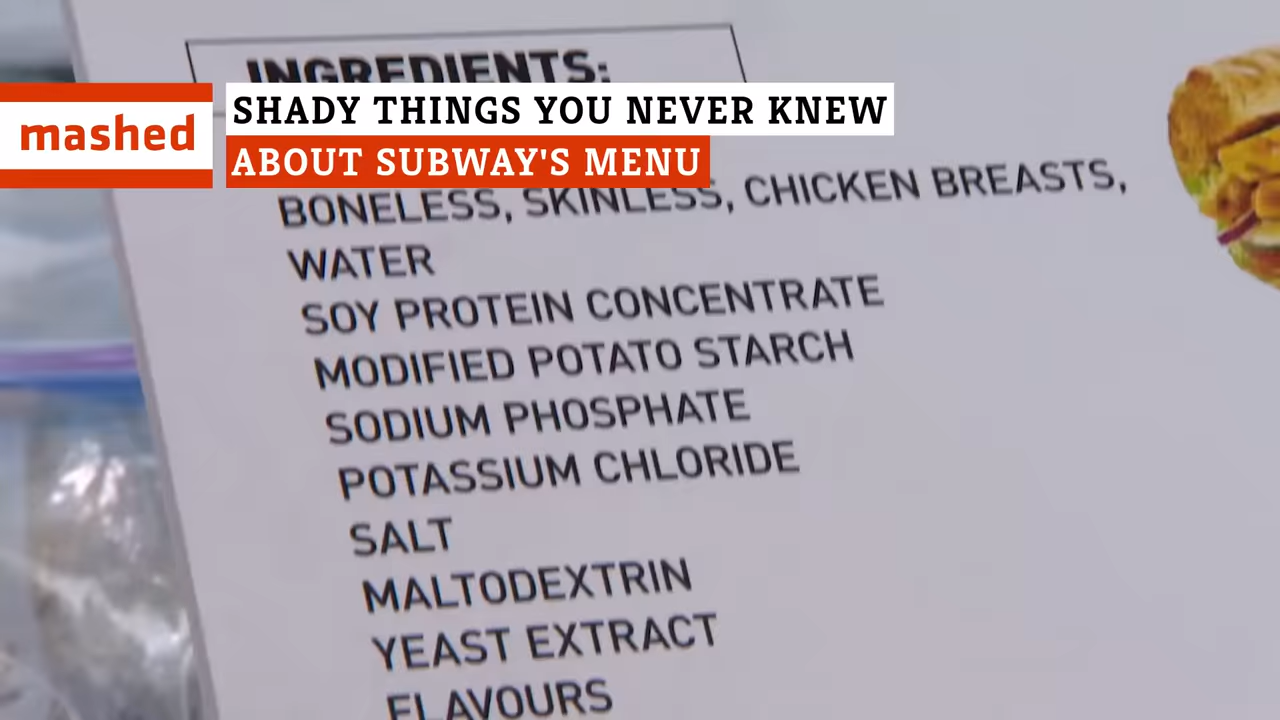 INGREDIENTS:
mashed
SHADY THINGS YOU NEVER KNEW
ABOUT SUBWAY'S MENU
BONELESS, SKINLESS, CHICKEN BREASTS,
WATER
SOY PROTEIN CONCENTRATE
MODIFIED POTATO STARCH
SODIUM PHOSPHATE
POTASSIUM CHLORIDE
SALT
MALTODEXTRIN
YEAST EXTRACT
FLAVOURS